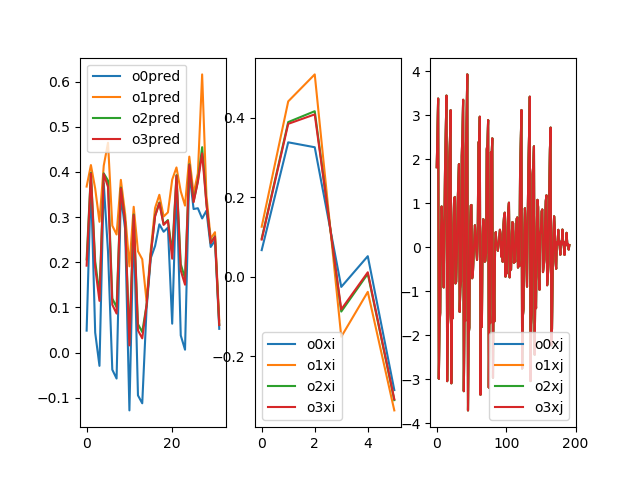 0.6
0.5
0.4
0.3
0.2
0.1
0.0
−0.1
0
20
o0pred
o1pred
o2pred
o3pred
0.4
0.2
0.0
−0.2
0
2
4
o0xi
o1xi
o2xi
o3xi
4
3
2
1
0
−1
−2
−3
−4
0
100
200
o0xj
o1xj
o2xj
o3xj